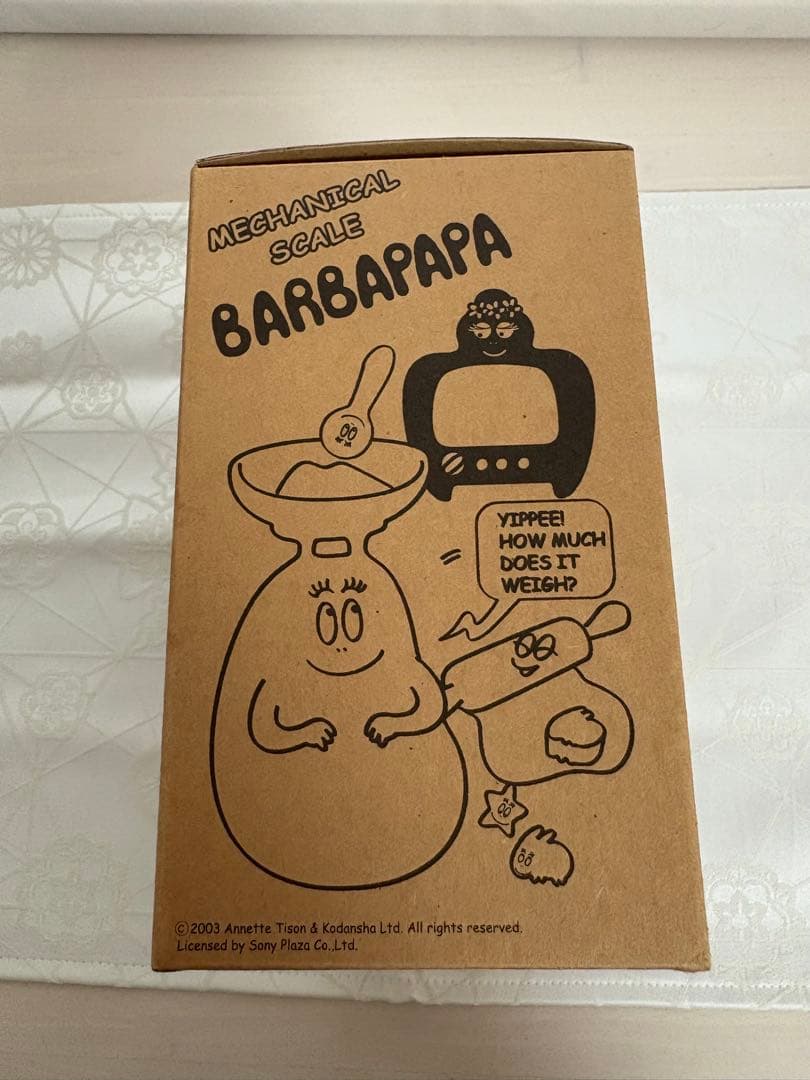 MECHANICAL
SCALE
BARBAPAPA
YIPPEE!
HOW MUCH
DOES IT
WEIGH?
©2003 Annette Tison & Kodansha Ltd. All rights reserved.
Licensed by Sony Plaza Co.,Ltd.